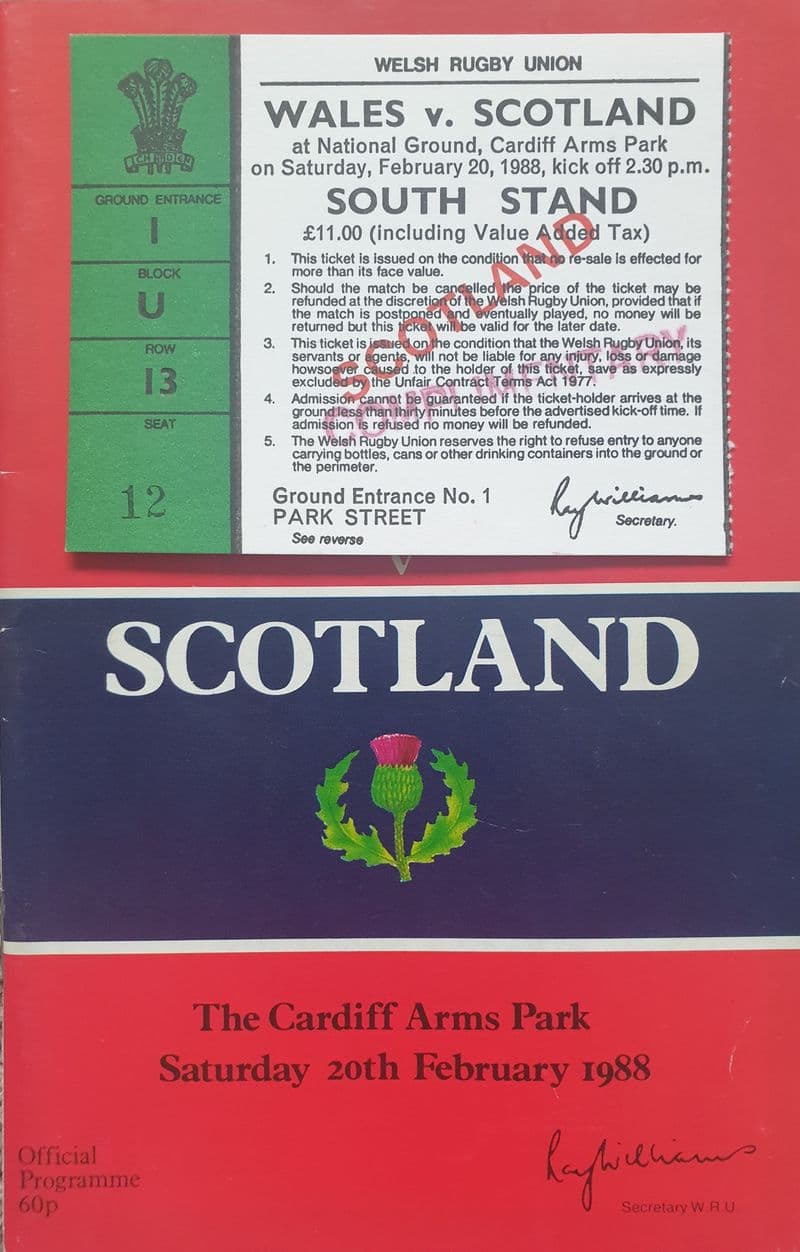 WELSH RUGBY UNION
WALES v. SCOTLAND
at National Ground, Cardiff Arms Park
on Saturday, February 20, 1988, kick off 2.30 p.m.
SOUTH STAND
£11.00 (including Value Added Tax)
1. This ticket is issued on the condition that no re-sale is effected for
more than its face value.
2. Should the match be cancelled the price of the ticket may be
refunded at the discretion of the Welsh Rugby Union, provided that if
the match is postponed and eventually played, no money will be
returned but this ticket will be valid for the later date.
3. This ticket is issued on the condition that the Welsh Rugby Union, its
servants or agents, will not be liable for any injury, loss or damage
howsoever caused to the holder of this ticket, save as expressly
excluded by the Unfair Contract Terms Act 1977.
4. Admission cannot be guaranteed if the ticket-holder arrives at the
ground less than thirty minutes before the advertised kick-off time. If
admission is refused no money will be refunded.
5. The Welsh Rugby Union reserves the right to refuse entry to anyone
carrying bottles, cans or other drinking containers into the ground or
the perimeter.
Ground Entrance No. 1
PARK STREET
See reverse
Ray Williams
Secretary.
SCOTLAND
COMPLIMENTARY
ICH DIEN
GROUND ENTRANCE
1
BLOCK
U
ROW
13
SEAT
12
V
SCOTLAND
The Cardiff Arms Park
Saturday 20th February 1988
Official
Programme
60p
Ray Williams
Secretary W.R.U.